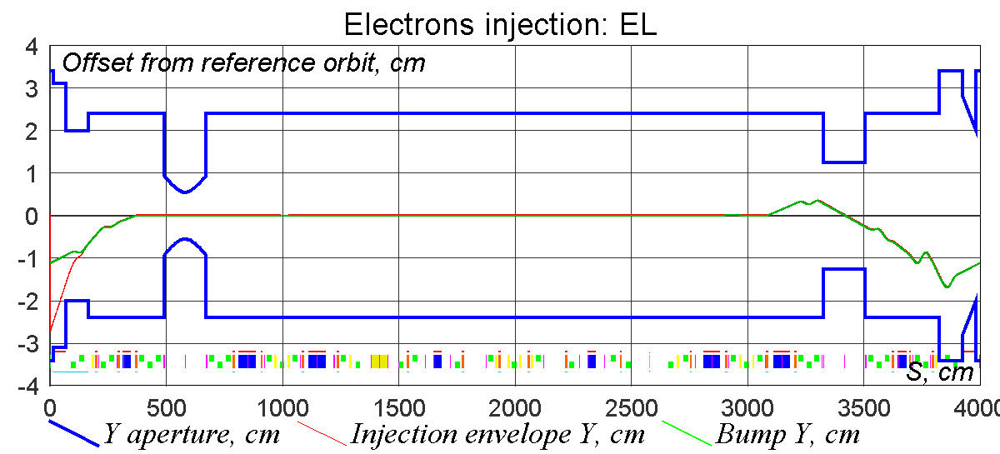 Electrons injection: EL
Offset from reference orbit, cm
4
3
2
1
0
-1
-2
-3
-4
S, cm
0 500 1000 1500 2000 2500 3000 3500 4000
Y aperture, cm Injection envelope Y, cm Bump Y, cm